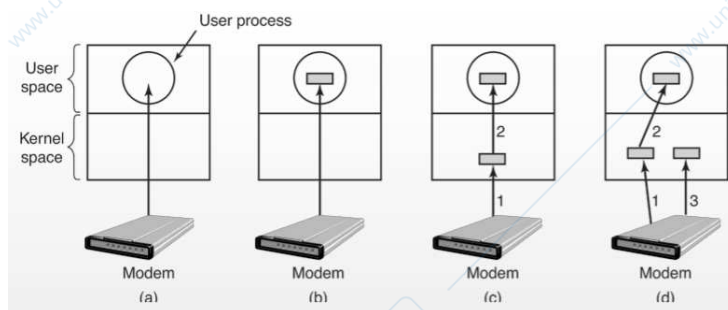 User process
User
space
Kernel
space
2
2
1
1
3
Modem
Modem
Modem
Modem
(a)
(b)
(c)
(d)